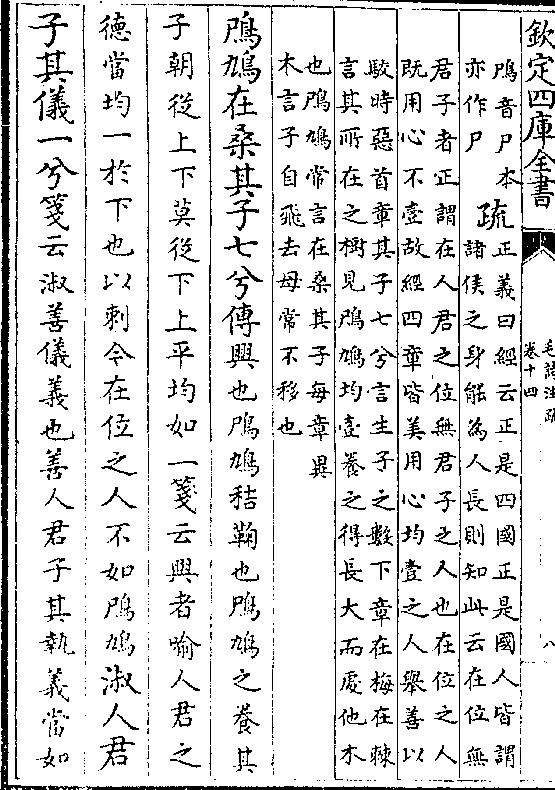 欽定四庫全書
毛詩注疏
卷十四
八
鳲音尸本
亦作尸
疏
正義曰經云正是四國正是國人皆謂
諸侯之身能為人長則知此云在位無
君子者正謂在人君之位無君子之人也在位之人
既用心不壹故經四章皆美用心均壹之人舉善以
駮時惡首章其子七兮言生子之數下章在梅在棘
言其所在之樹見鳲鳩均壹養之得長大而處他木
也鳲鳩常言在桑其子每章異
木言子自飛去母常不移也
鳲鳩在桑其子七兮傳興也鳲鳩秸鞠也鳲鳩之養其
子朝從上下莫從下上平均如一箋云興者喻人君之
德當均一於下也以刺今在位之人不如鳲鳩淑人君
子其儀一兮箋云淑善儀義也善人君子其執義當如